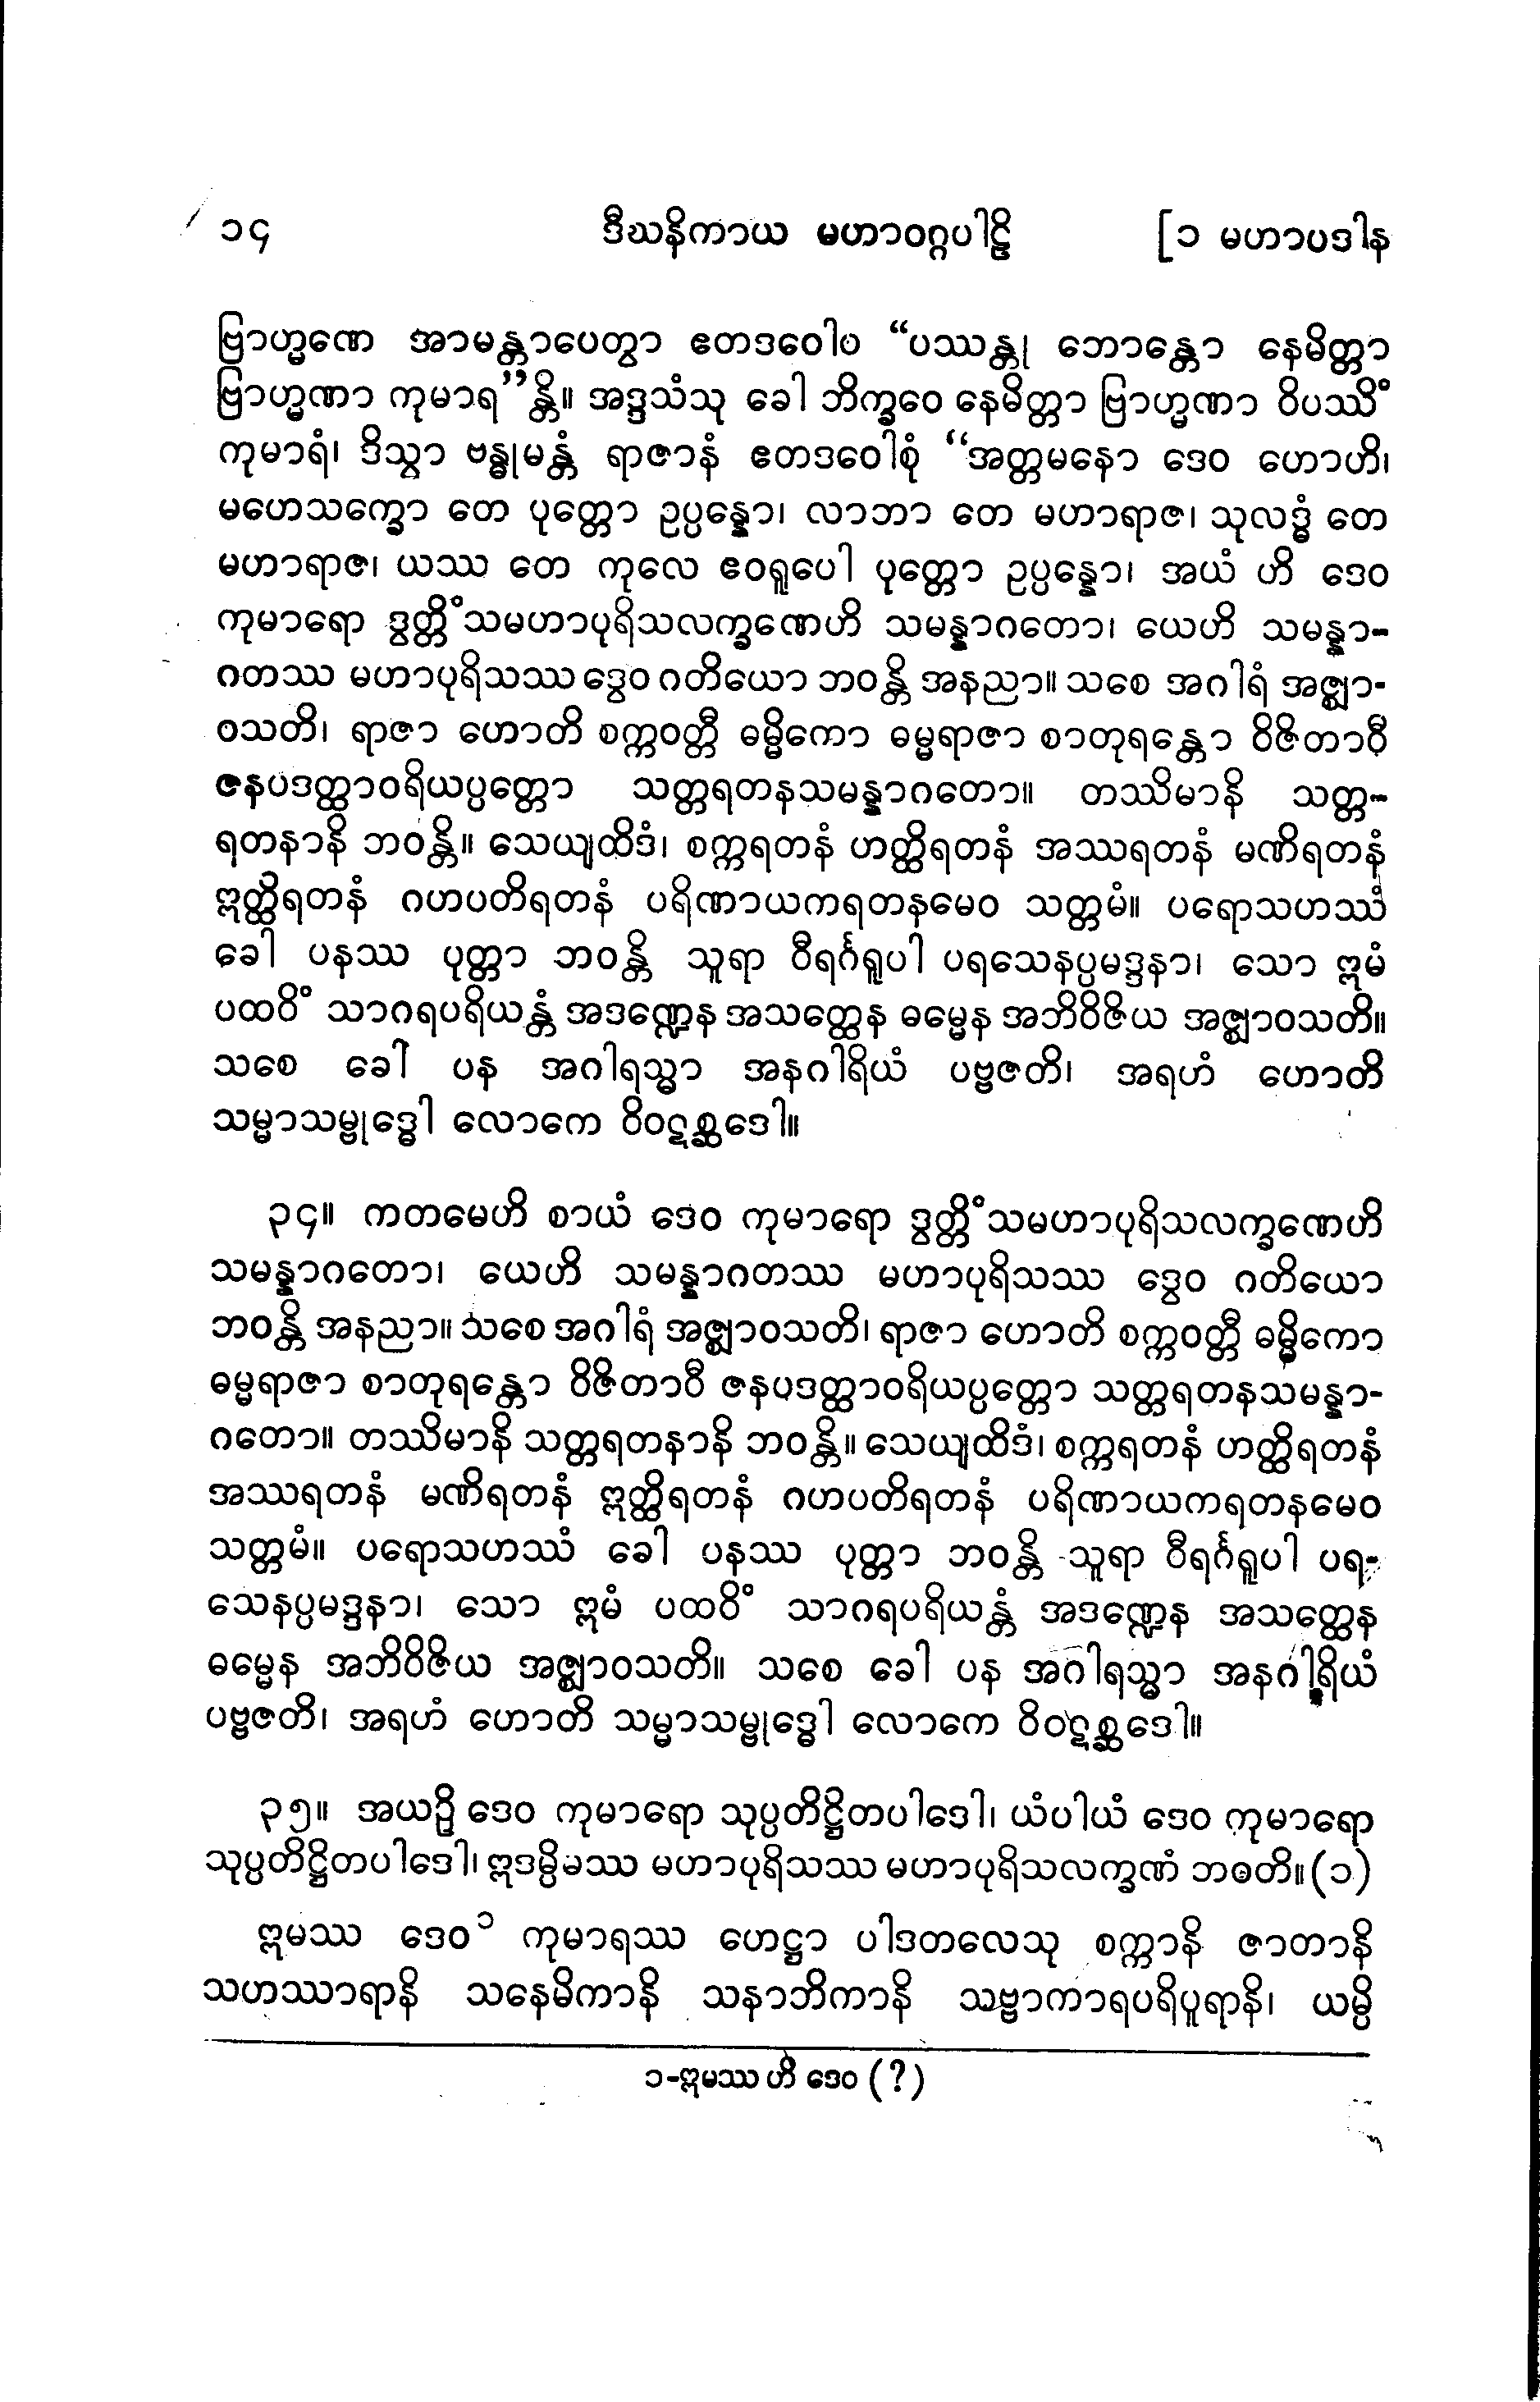 ၁၄ ဒီဃနိကာယ မဟာဝဂ္ဂပါဠိ [၁ မဟာပဒါန
ဗြာဟ္မဏေ အာမန္တာပေတွာ ဧတဒဝေါစ “ပဿန္တု ဘောန္တော နေမိတ္တာ
ဗြာဟ္မဏာ ကုမာရ”န္တိ။ အဒ္ဒသံသု ခေါ ဘိက္ခဝေ နေမိတ္တာ ဗြာဟ္မဏာ ဝိပဿိံ
ကုမာရံ၊ ဒိသွာ ဗန္ဓုမန္တံ ရာဇာနံ ဧတဒဝေါစုံ “အတ္တမနော ဒေဝ ဟောဟိ၊
မဟေသက္ခော တေ ပုတ္တော ဥပ္ပန္နော၊ လာဘာ တေ မဟာရာဇ၊ သုလဒ္ဓံ တေ
မဟာရာဇ၊ ယဿ တေ ကုလေ ဧဝရူပေါ ပုတ္တော ဥပ္ပန္နော၊ အယံ ဟိ ဒေဝ
ကုမာရော ဒွတ္တိံသမဟာပုရိသလက္ခဏေဟိ သမန္နာဂတော၊ ယေဟိ သမန္နာ-
ဂတဿ မဟာပုရိသဿ ဒွေဝ ဂတိယော ဘဝန္တိ အနညာ။ သစေ အဂါရံ အဇ္ဈာ-
ဝသတိ၊ ရာဇာ ဟောတိ စက္ကဝတ္တီ ဓမ္မိကော ဓမ္မရာဇာ စာတုရန္တော ဝိဇိတာဝီ
ဇနပဒတ္ထာဝရိယပ္ပတ္တော သတ္တရတနသမန္နာဂတော။ တဿိမာနိ သတ္တ-
ရတနာနိ ဘဝန္တိ။ သေယျထိဒံ၊ စက္ကရတနံ ဟတ္ထိရတနံ အဿရတနံ မဏိရတနံ
ဣတ္ထိရတနံ ဂဟပတိရတနံ ပရိဏာယကရတနမေဝ သတ္တမံ။ ပရောသဟဿံ
ခေါ ပနဿ ပုတ္တာ ဘဝန္တိ သူရာ ဝီရင်္ဂရူပါ ပရသေနပ္ပမဒ္ဒနာ၊ သော ဣမံ
ပထဝိံ သာဂရပရိယန္တံ အဒဏ္ဍေန အသတ္ထေန ဓမ္မေန အဘိဝိဇိယ အဇ္ဈာဝသတိ။
သစေ ခေါ ပန အဂါရသ္မာ အနဂါရိယံ ပဗ္ဗဇတိ၊ အရဟံ ဟောတိ
သမ္မာသမ္ဗုဒ္ဓေါ လောကေ ဝိဝဋစ္ဆဒေါ။
၃၄။ ကတမေဟိ စာယံ ဒေဝ ကုမာရော ဒွတ္တိံသမဟာပုရိသလက္ခဏေဟိ
သမန္နာဂတော၊ ယေဟိ သမန္နာဂတဿ မဟာပုရိသဿ ဒွေဝ ဂတိယော
ဘဝန္တိ အနညာ။ သစေ အဂါရံ အဇ္ဈာဝသတိ၊ ရာဇာ ဟောတိ စက္ကဝတ္တီ ဓမ္မိကော
ဓမ္မရာဇာ စာတုရန္တော ဝိဇိတာဝီ ဇနပဒတ္ထာဝရိယပ္ပတ္တော သတ္တရတနသမန္နာ-
ဂတော။ တဿိမာနိ သတ္တရတနာနိ ဘဝန္တိ။ သေယျထိဒံ၊ စက္ကရတနံ ဟတ္ထိရတနံ
အဿရတနံ မဏိရတနံ ဣတ္ထိရတနံ ဂဟပတိရတနံ ပရိဏာယကရတနမေဝ
သတ္တမံ။ ပရောသဟဿံ ခေါ ပနဿ ပုတ္တာ ဘဝန္တိ သူရာ ဝီရင်္ဂရူပါ ပရ-
သေနပ္ပမဒ္ဒနာ၊ သော ဣမံ ပထဝိံ သာဂရပရိယန္တံ အဒဏ္ဍေန အသတ္ထေန
ဓမ္မေန အဘိဝိဇိယ အဇ္ဈာဝသတိ။ သစေ ခေါ ပန အဂါရသ္မာ အနဂါရိယံ
ပဗ္ဗဇတိ၊ အရဟံ ဟောတိ သမ္မာသမ္ဗုဒ္ဓေါ လောကေ ဝိဝဋစ္ဆဒေါ။
၃၅။ အယဉှိ ဒေဝ ကုမာရော သုပ္ပတိဋ္ဌိတပါဒေါ၊ ယံပါယံ ဒေဝ ကုမာရော
သုပ္ပတိဋ္ဌိတပါဒေါ၊ ဣဒမ္ပိမဿ မဟာပုရိသဿ မဟာပုရိသလက္ခဏံ ဘဝတိ။ (၁)
ဣမဿ ဒေဝ ၁ ကုမာရဿ ဟေဋ္ဌာ ပါဒတလေသု စက္ကာနိ ဇာတာနိ
သဟဿာရာနိ သနေမိကာနိ သနာဘိကာနိ သဗ္ဗာကာရပရိပူရာနိ၊ ယမ္ပိ
၁-ဣမဿ ဟိ ဒေဝ (?)